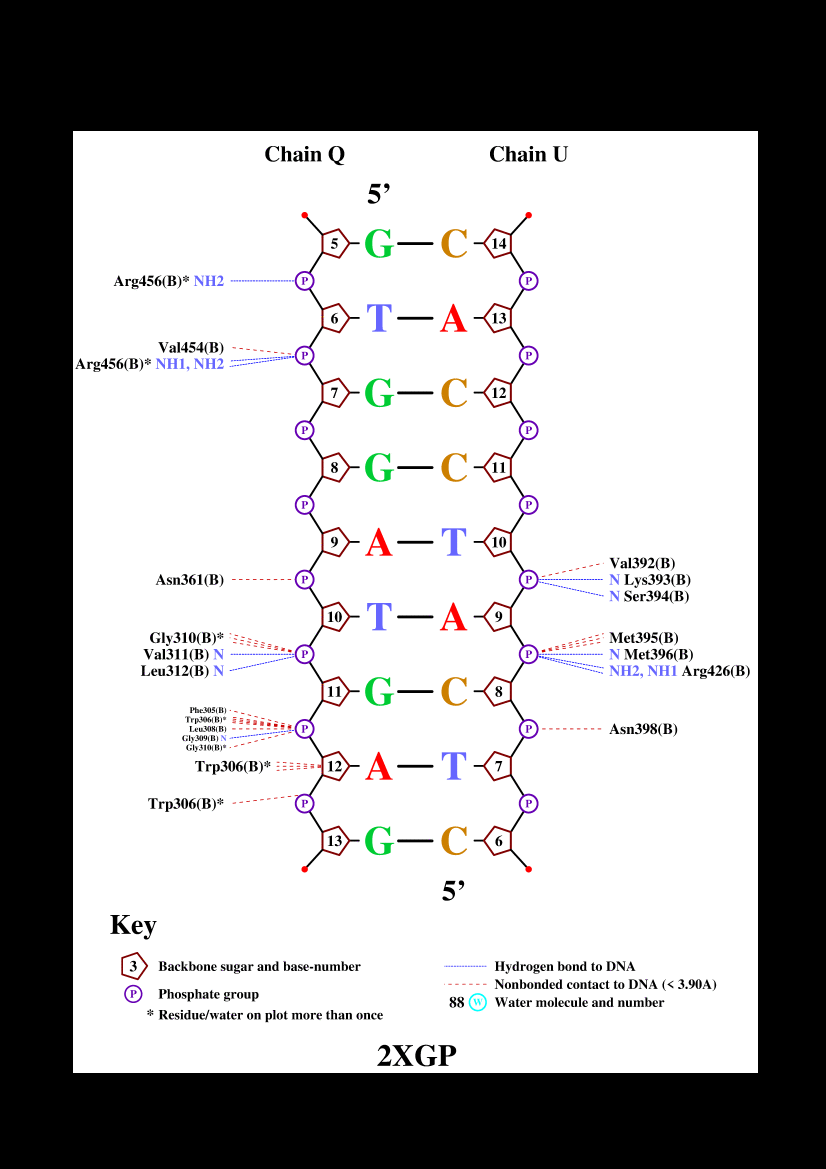 Chain Q Chain U
5’
5 G C 14
Arg456(B)* NH2 P P
6 T A 13
Val454(B)
Arg456(B)* NH1, NH2 P P
7 G C 12
P P
8 G C 11
P P
9 A T 10
Val392(B)
Asn361(B) P P N Lys393(B)
N Ser394(B)
10 T A 9
Gly310(B)* Met395(B)
Val311(B) N P P N Met396(B)
Leu312(B) N NH2, NH1 Arg426(B)
11 G C 8
Phe305(B)
Trp306(B)*
Leu308(B) P P Asn398(B)
Gly309(B) N
Gly310(B)*
Trp306(B)* 12 A T 7
Trp306(B)* P P
13 G C 6
5’
Key
3 Backbone sugar and base-number
Hydrogen bond to DNA
Nonbonded contact to DNA (< 3.90A)
P Phosphate group
88 W Water molecule and number
* Residue/water on plot more than once
2XGP